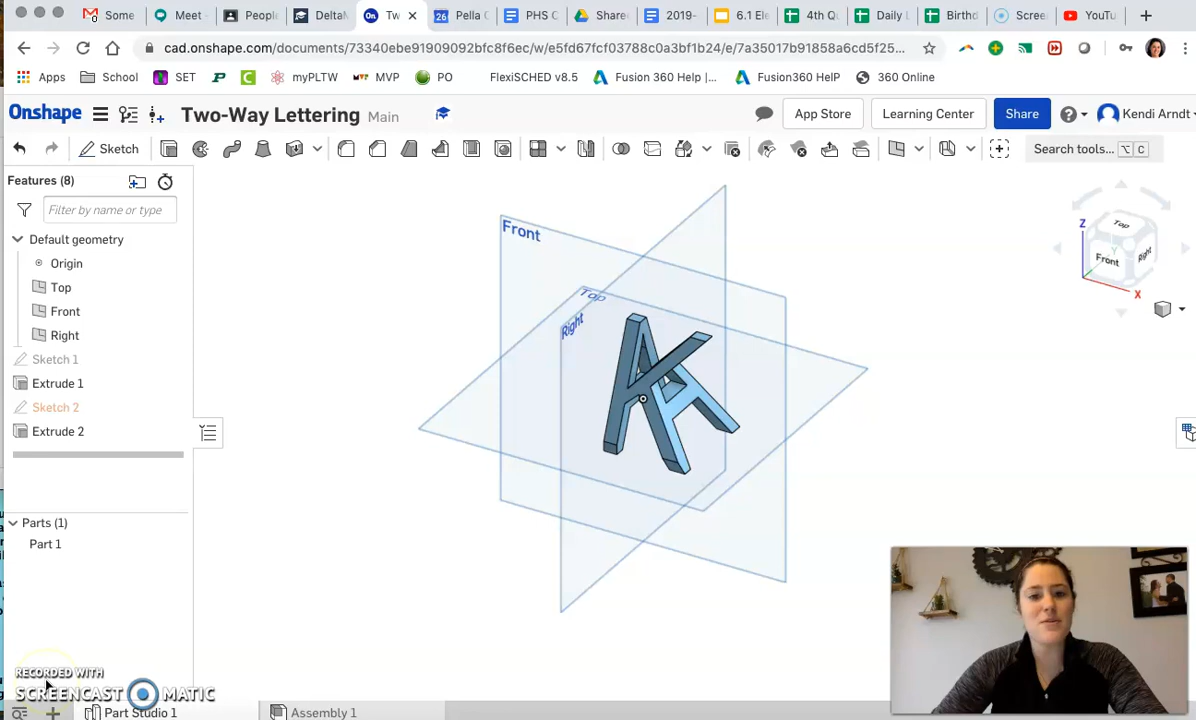 Some
Meet -
People
DeltaM
Tw
Pella C
PHS C
Share
2019-
6.1 Ele
4th Q
Daily L
Birthd
Scree
YouTu
cad.onshape.com/documents/73340ebe91909092bfc8f6ec/w/e5fd67fcf03788c0a3bf1b24/e/7a35017b91858a6cd5f25...
Apps
School
SET
myPLTW
MVP
PO
FlexiSCHED v8.5
Fusion 360 Help |...
Fusion360 HelP
360 Online
Onshape
Two-Way Lettering Main
App Store
Learning Center
Share
Kendi Arndt
Sketch
Search tools... ⌥ C
Features (8)
Filter by name or type
Default geometry
Origin
Top
Front
Right
Sketch 1
Extrude 1
Sketch 2
Extrude 2
Parts (1)
Part 1
Front
Top
Right
Z
Top
Y
Front
Right
X
RECORDED WITH
SCREENCAST MATIC
Part Studio 1
Assembly 1